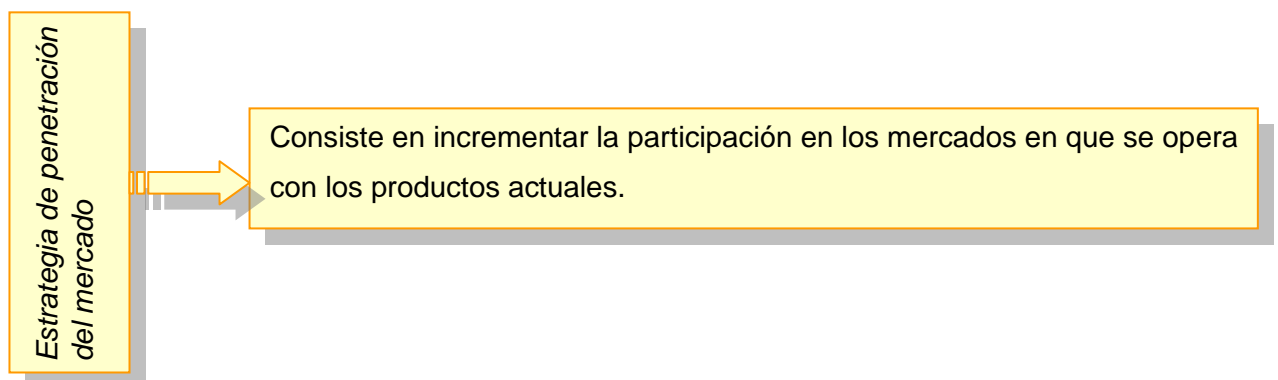 Estrategia de penetración
del mercado
Consiste en incrementar la participación en los mercados en que se opera
con los productos actuales.